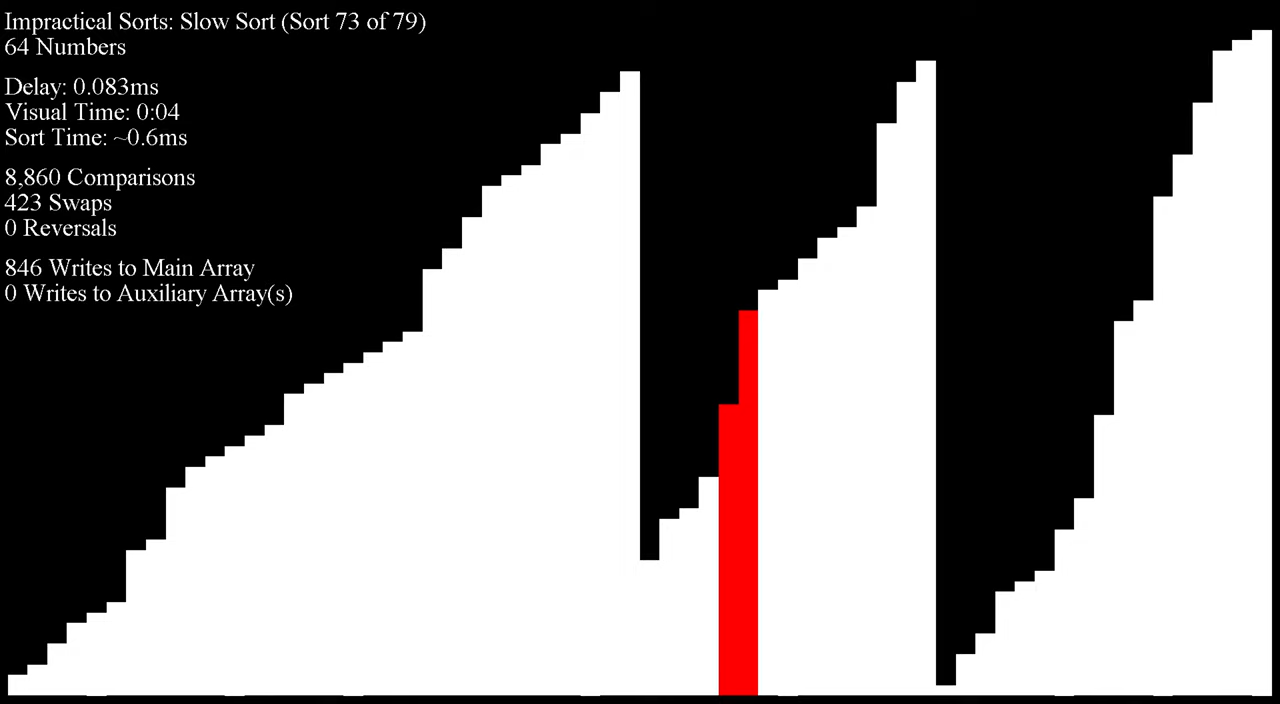 Impractical Sorts: Slow Sort (Sort 73 of 79)
64 Numbers
Delay: 0.083ms
Visual Time: 0:04
Sort Time: ~0.6ms
8,860 Comparisons
423 Swaps
0 Reversals
846 Writes to Main Array
0 Writes to Auxiliary Array(s)